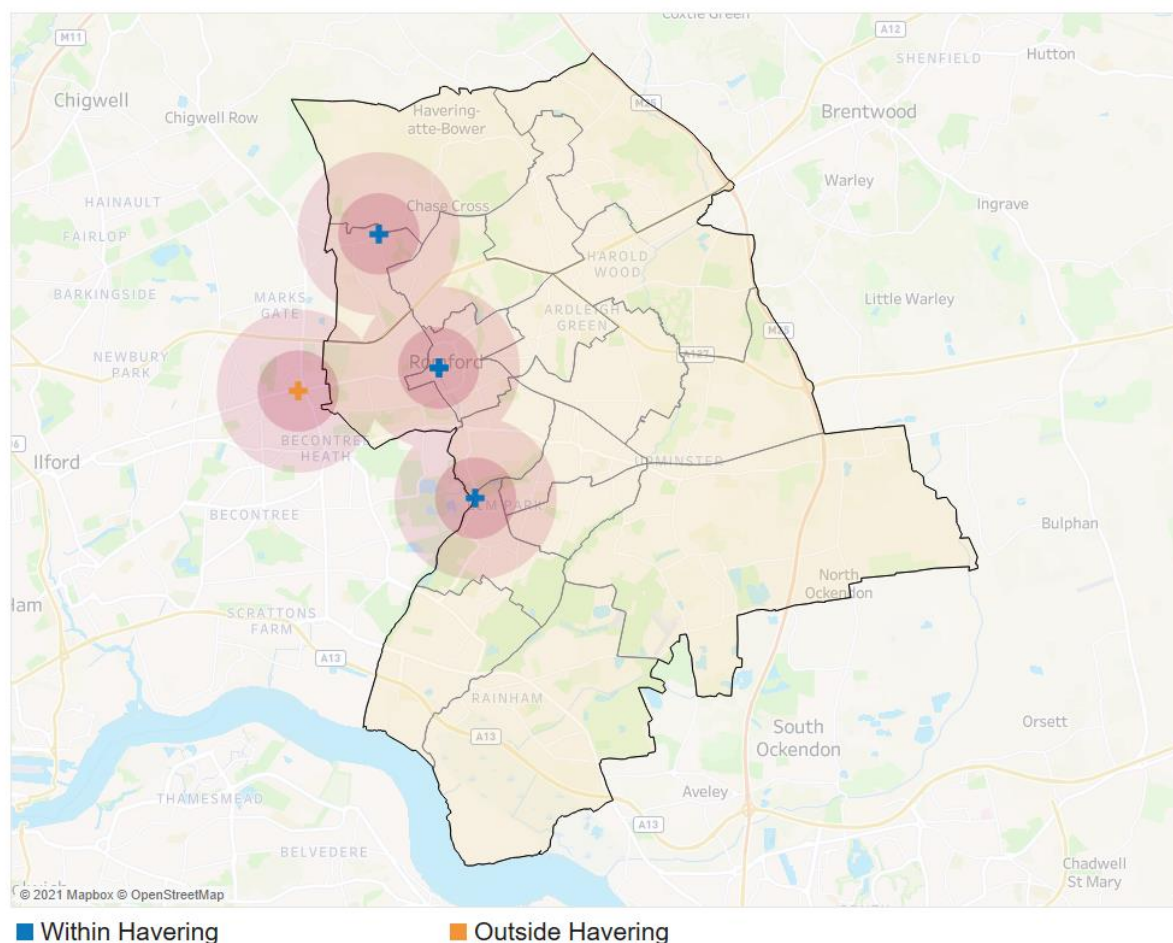 Coxtie Green
M11
A12
SHENFIELD
Hutton
Chigwell
Chigwell Row
Havering-
atte-Bower
M25
Brentwood
Warley
HAINAULT
Chase Cross
Ingrave
FAIRLOP
HAROLD
WOOD
BARKINGSIDE
MARKS
GATE
ARDLEIGH
GREEN
Little Warley
M25
NEWBURY
PARK
Romford
A127
BECONTREE
HEATH
Ilford
UPMINSTER
BECONTREE
ELM PARK
Bulphan
North
Ockendon
SCRATTONS
FARM
A13
RAINHAM
A13
South
Ockendon
Orsett
THAMESMEAD
Aveley
A13
BELVEDERE
Chadwell
St Mary
© 2021 Mapbox © OpenStreetMap
Within Havering
Outside Havering